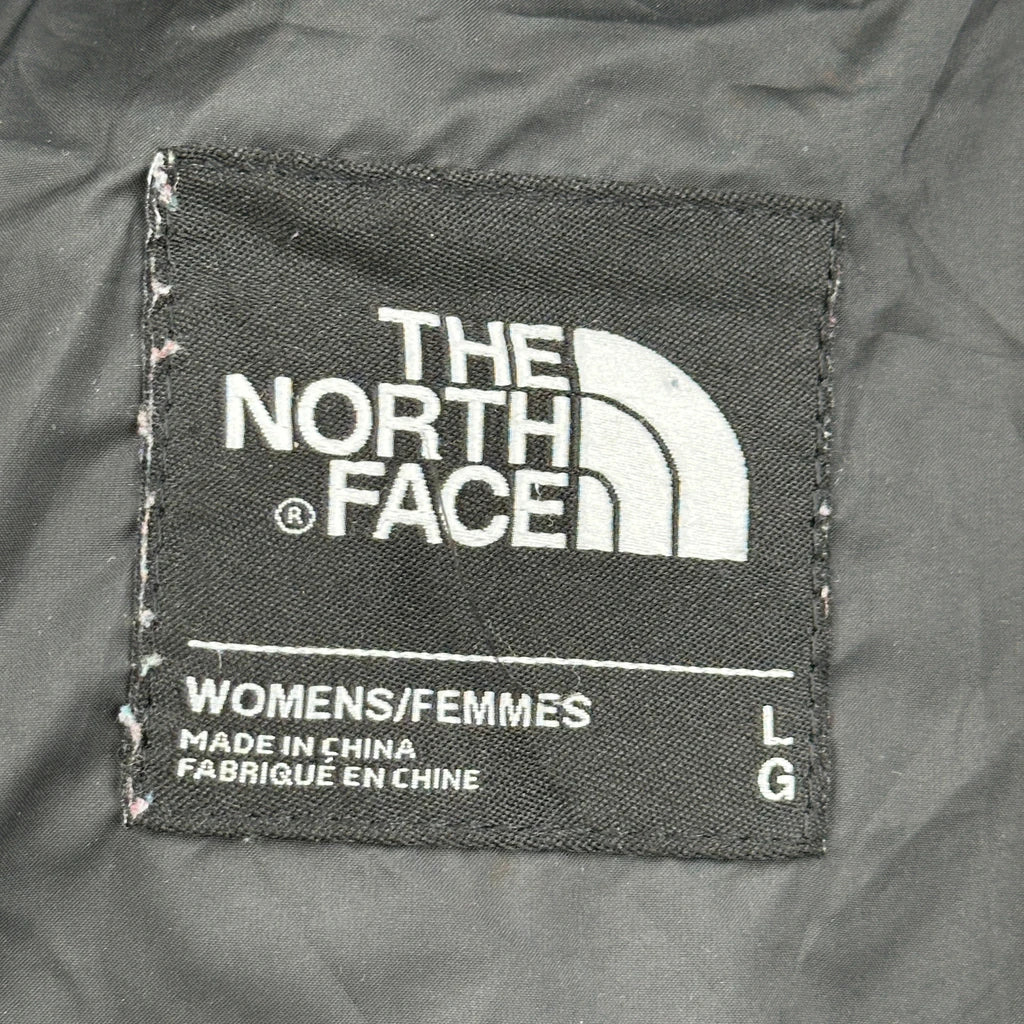 THE
NORTH
® FACE
WOMENS/FEMMES L
MADE IN CHINA
FABRIQUÉ EN CHINE G